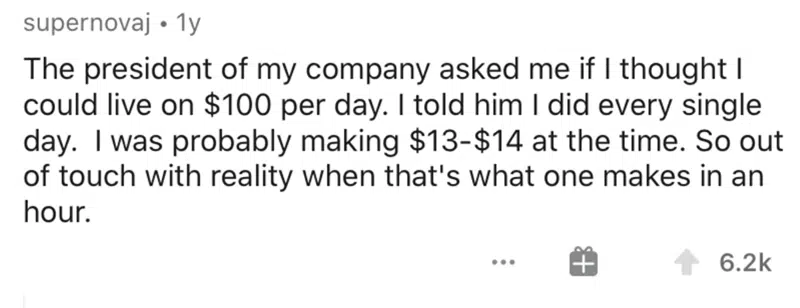 supernovaj • 1y
The president of my company asked me if I thought I
could live on $100 per day. I told him I did every single
day.  I was probably making $13-$14 at the time. So out
of touch with reality when that's what one makes in an
hour.
... 6.2k